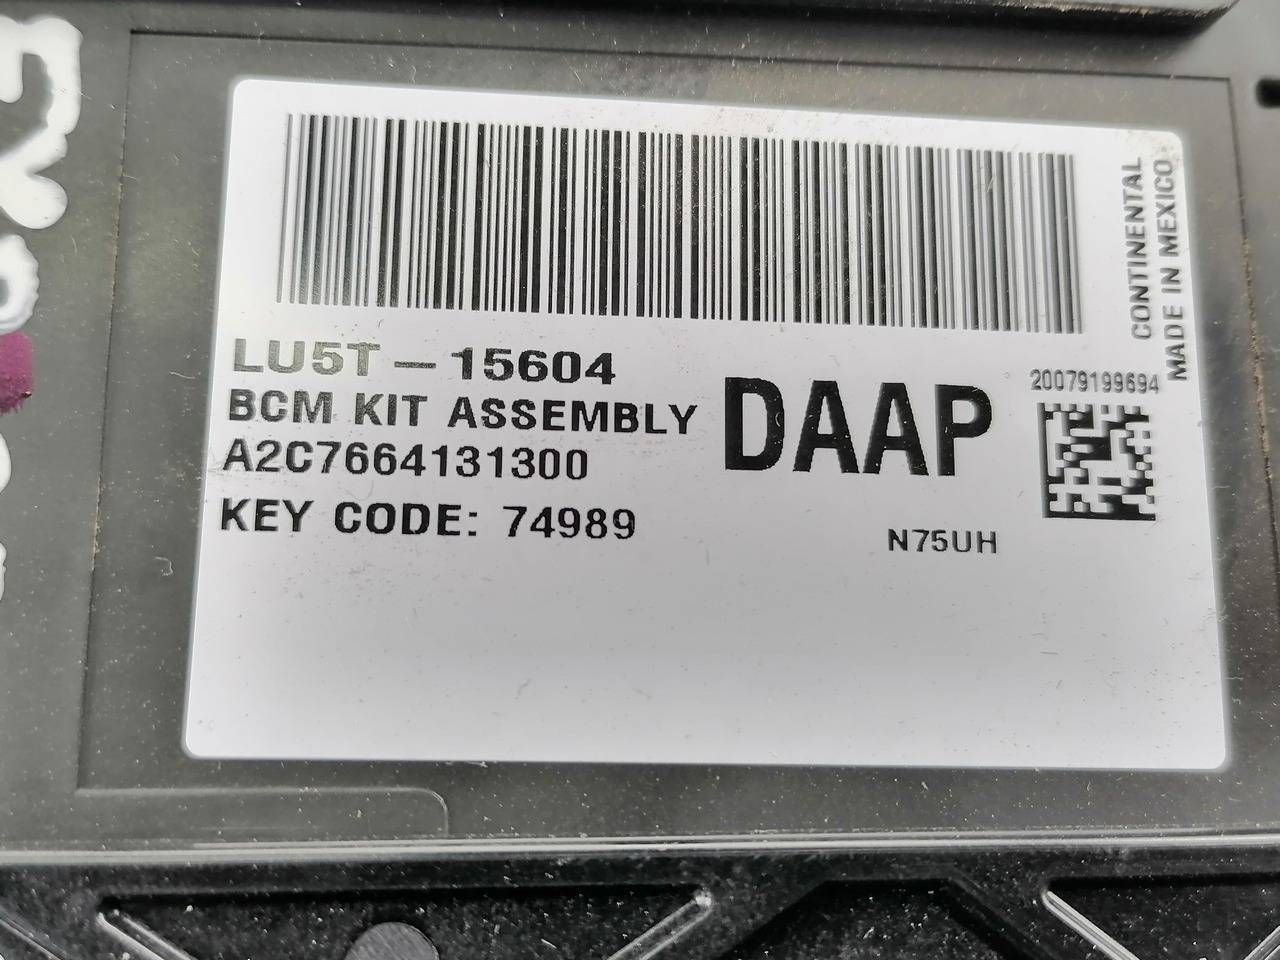 LU5T-15604
BCM KIT ASSEMBLY
A2C7664131300
KEY CODE: 74989
DAAP
N75UH
20079199694
CONTINENTAL
MADE IN MEXICO